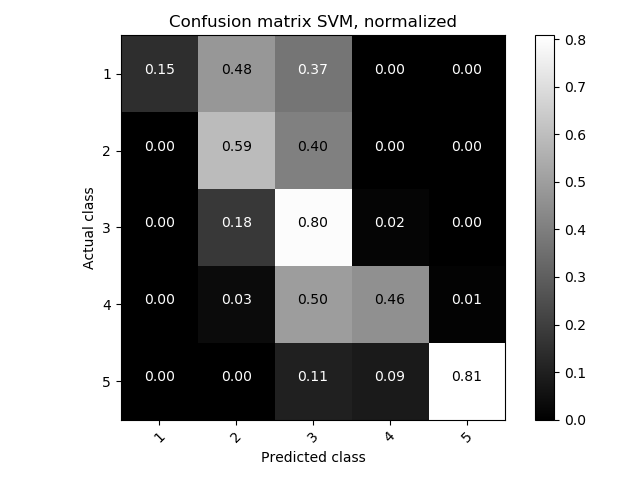 Confusion matrix SVM, normalized
Actual class
1 0.15 0.48 0.37 0.00 0.00
2 0.00 0.59 0.40 0.00 0.00
3 0.00 0.18 0.80 0.02 0.00
4 0.00 0.03 0.50 0.46 0.01
5 0.00 0.00 0.11 0.09 0.81
1 2 3 4 5
Predicted class
0.8
0.7
0.6
0.5
0.4
0.3
0.2
0.1
0.0